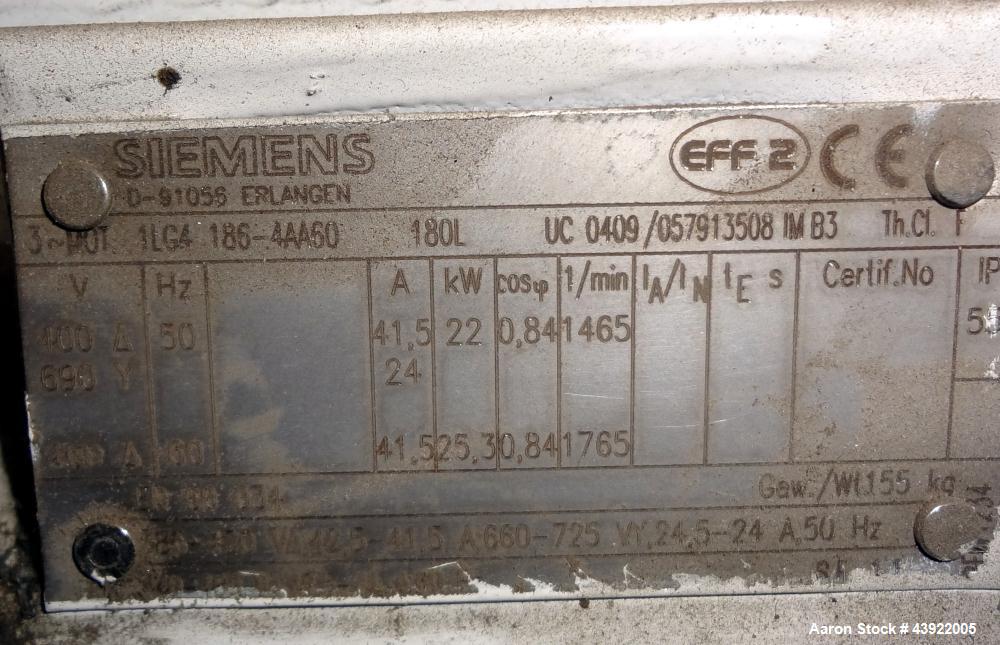 SIEMENS EFF 2 CE
D-91056 ERLANGEN
3~MOT. 1LG4 186-4AA60 180L UC 0409/057913508 IM B3 Th.Cl. F
V Hz A kW cosφ 1/min IA/IN tE s Certif.No IP
400 Δ 50 41,5 22 0,84 1465
690 Y 24
60 41,5 25,3 0,84 1765
Gew./Wt.155 kg
660-725 VY,24,5-24 A,50 Hz
Aaron Stock # 43922005